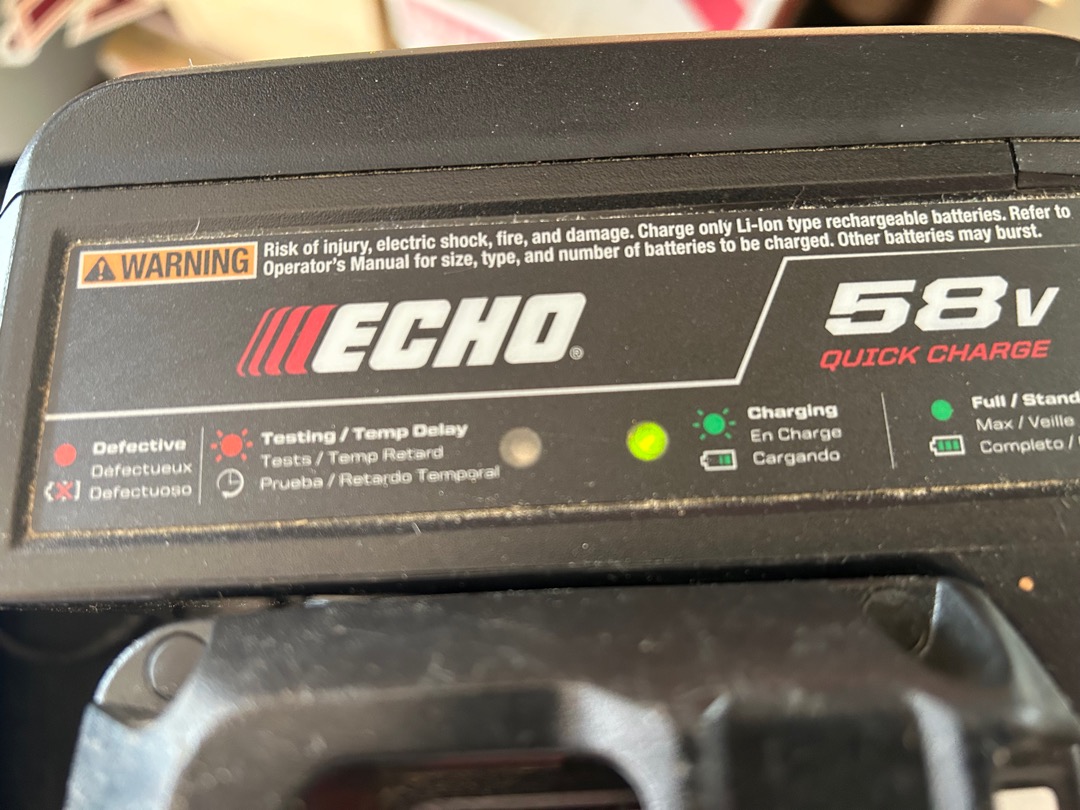 WARNING
Risk of injury, electric shock, fire, and damage. Charge only Li-Ion type rechargeable batteries. Refer to
Operator's Manual for size, type, and number of batteries to be charged. Other batteries may burst.
ECHO®
58V
QUICK CHARGE
Defective
Défectueux
Defectuoso
Testing / Temp Delay
Tests / Temp Retard
Prueba / Retardo Temporal
Charging
En Charge
Cargando
Full / Stand
Max / Veille
Completo /